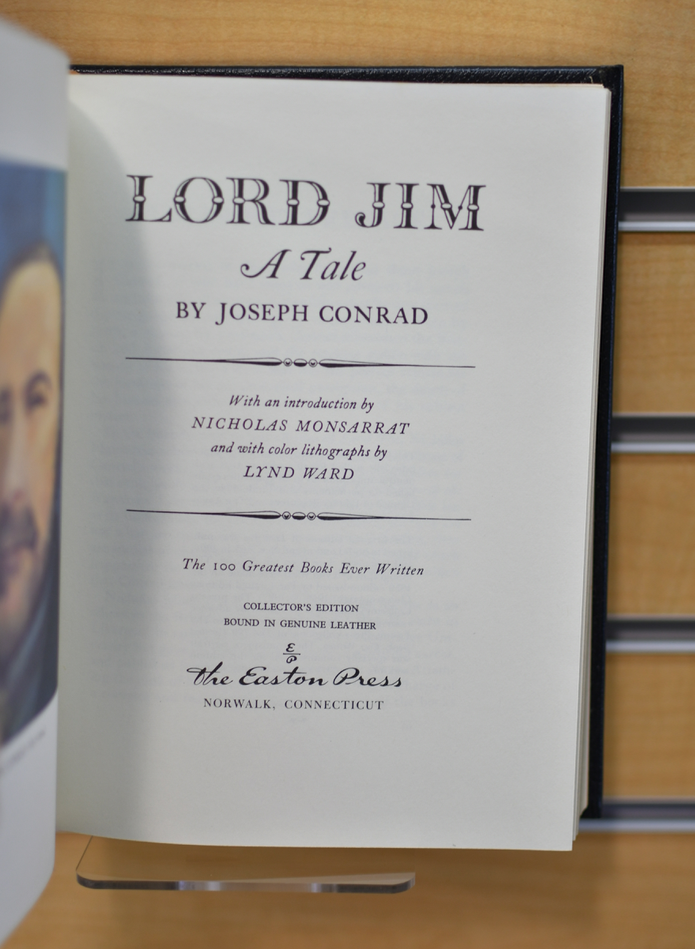 LORD JIM
A Tale
BY JOSEPH CONRAD
With an introduction by
NICHOLAS MONSARRAT
and with color lithographs by
LYND WARD
The 100 Greatest Books Ever Written
COLLECTOR'S EDITION
BOUND IN GENUINE LEATHER
E
P
the Easton Press
NORWALK, CONNECTICUT